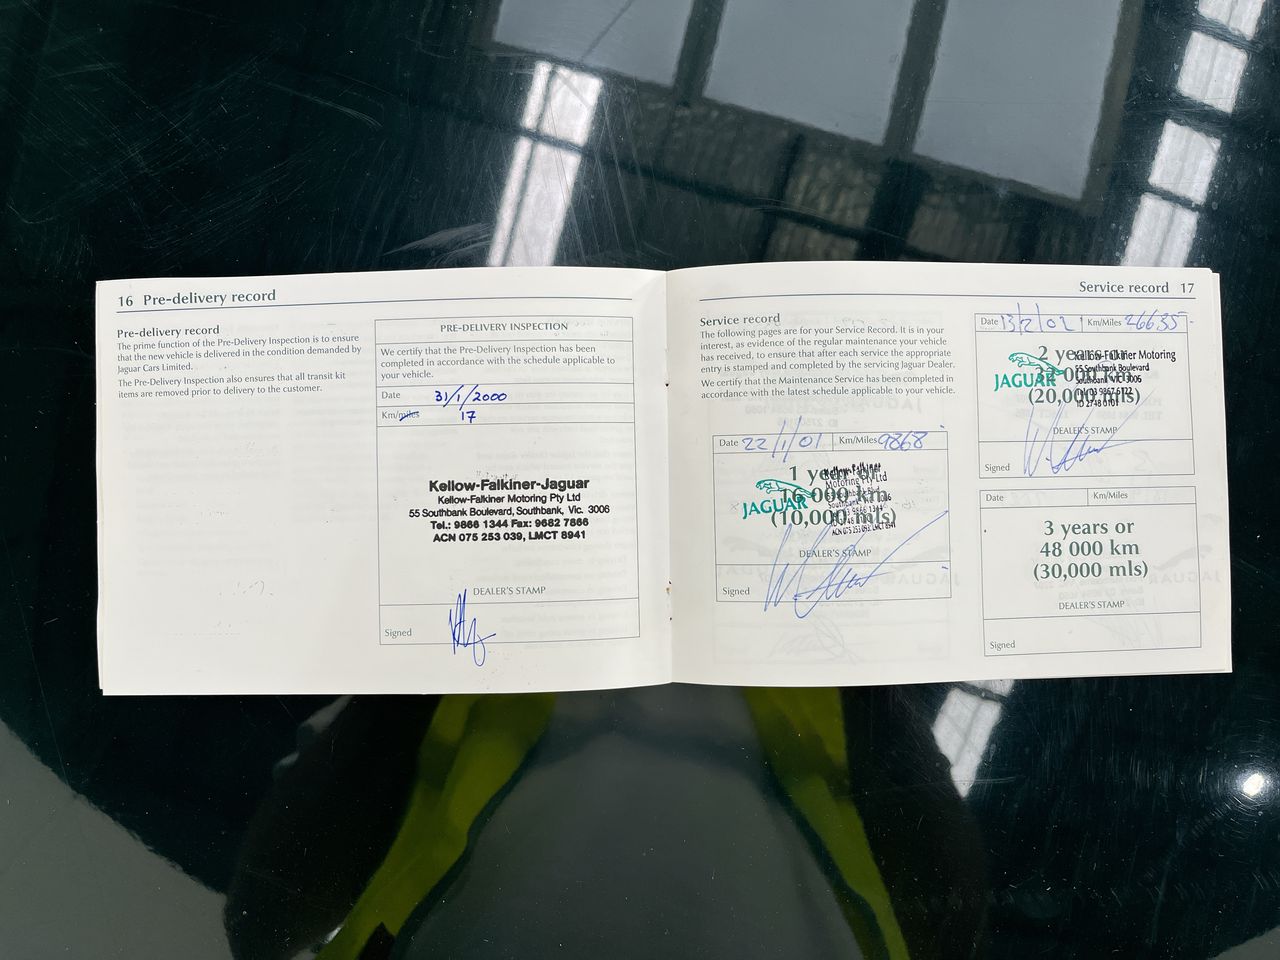 16 Pre-delivery record
Pre-delivery record
The prime function of the Pre-Delivery Inspection is to ensure
that the new vehicle is delivered in the condition demanded by
Jaguar Cars Limited.
The Pre-Delivery Inspection also ensures that all transit kit
items are removed prior to delivery to the customer.
PRE-DELIVERY INSPECTION
We certify that the Pre-Delivery Inspection has been
completed in accordance with the schedule applicable to
your vehicle.
Date 31/1/2000
Km/miles 17
Kellow-Falkiner-Jaguar
Kellow-Falkiner Motoring Pty Ltd
55 Southbank Boulevard, Southbank, Vic. 3006
Tel.: 9866 1344 Fax: 9682 7866
ACN 075 253 039, LMCT 8941
DEALER'S STAMP
Signed
Service record 17
Service record
The following pages are for your Service Record. It is in your
interest, as evidence of the regular maintenance your vehicle
has received, to ensure that after each service the appropriate
entry is stamped and completed by the servicing Jaguar Dealer.
We certify that the Maintenance Service has been completed in
accordance with the latest schedule applicable to your vehicle.
Date 22/1/01 Km/Miles 9868
1 year
16 000 km
(10,000 mls)
JAGUAR
Kellow-Falkiner
Motoring Pty Ltd
DEALER'S STAMP
Signed
Date 13/2/02 Km/Miles 26635
2 years
000 km
(20,000 mls)
JAGUAR
Kellow-Falkiner Motoring
55 Southbank Boulevard
Southbank VIC 3006
DEALER'S STAMP
Signed
Date Km/Miles
3 years or
48 000 km
(30,000 mls)
DEALER'S STAMP
Signed